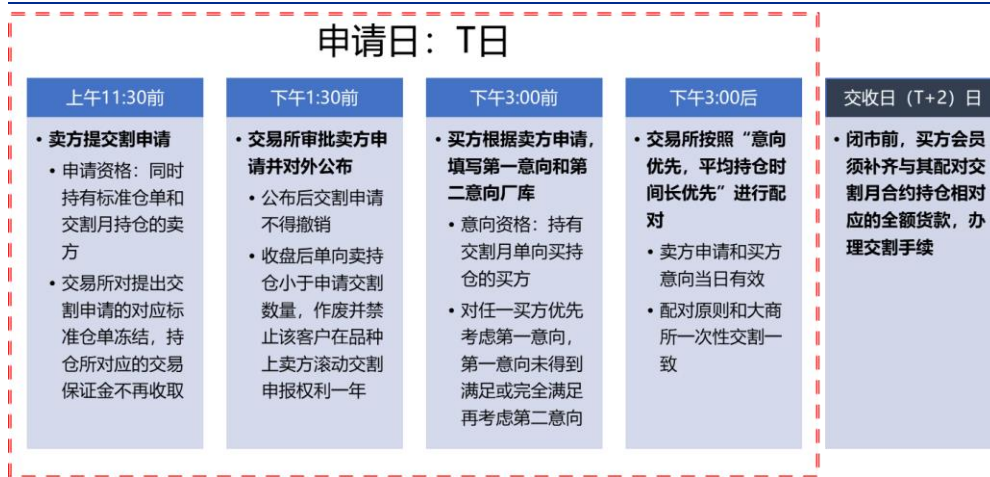 申请日：T日
上午11:30前
• 卖方提交割申请
• 申请资格：同时
持有标准仓单和
交割月持仓的卖
方
• 交易所对提出交
割申请的对应标
准仓单冻结，持
仓所对应的交易
保证金不再收取
下午1:30前
• 交易所审批卖方申
请并对外公布
• 公布后交割申请
不得撤销
• 收盘后单向卖持
仓小于申请交割
数量，作废并禁
止该客户在品种
上卖方滚动交割
申报权利一年
下午3:00前
• 买方根据卖方申请，
填写第一意向和第
二意向厂库
• 意向资格：持有
交割月单向买持
仓的买方
• 对任一买方优先
考虑第一意向，
第一意向未得到
满足或完全满足
再考虑第二意向
下午3:00后
• 交易所按照“意向
优先，平均持仓时
间长优先”进行配
对
• 卖方申请和买方
意向当日有效
• 配对原则和大商
所一次性交割一
致
交收日（T+2）日
• 闭市前，买方会员
须补齐与其配对交
割月合约持仓相对
应的全额货款，办
理交割手续